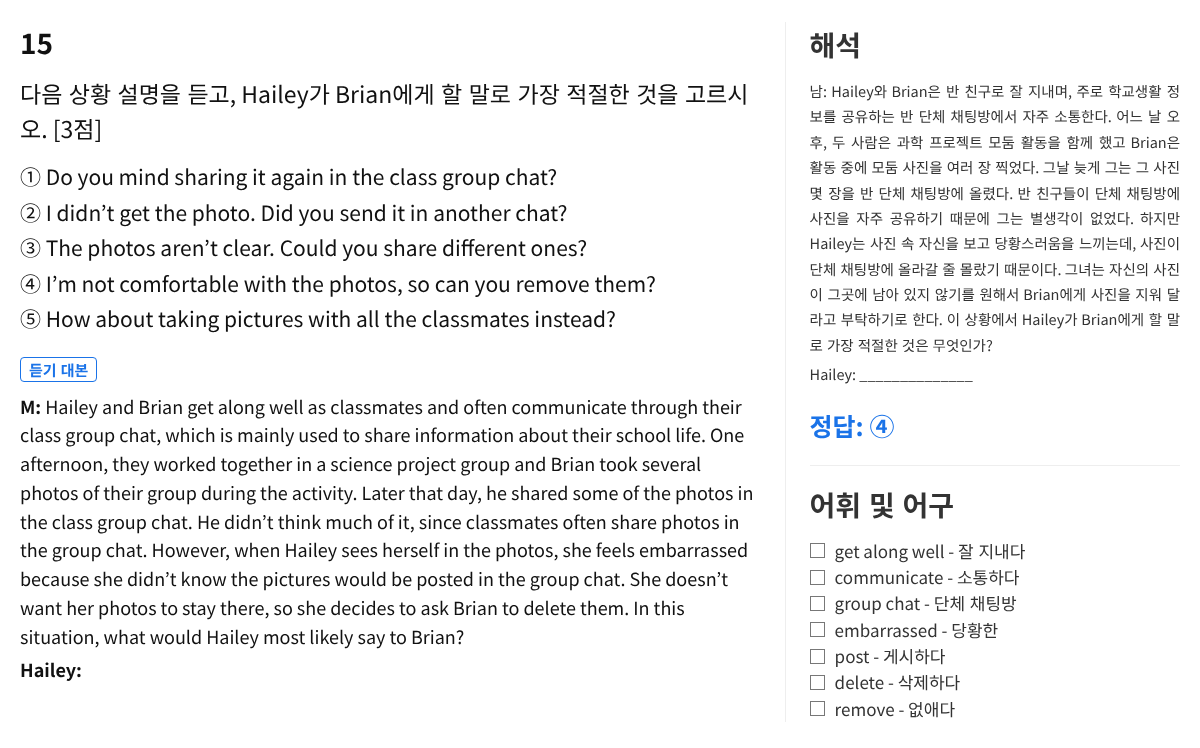 15
다음 상황 설명을 듣고, Hailey가 Brian에게 할 말로 가장 적절한 것을 고르시
오. [3점]
① Do you mind sharing it again in the class group chat?
② I didn’t get the photo. Did you send it in another chat?
③ The photos aren’t clear. Could you share different ones?
④ I’m not comfortable with the photos, so can you remove them?
⑤ How about taking pictures with all the classmates instead?
듣기 대본
M: Hailey and Brian get along well as classmates and often communicate through their
class group chat, which is mainly used to share information about their school life. One
afternoon, they worked together in a science project group and Brian took several
photos of their group during the activity. Later that day, he shared some of the photos in
the class group chat. He didn’t think much of it, since classmates often share photos in
the group chat. However, when Hailey sees herself in the photos, she feels embarrassed
because she didn’t know the pictures would be posted in the group chat. She doesn’t
want her photos to stay there, so she decides to ask Brian to delete them. In this
situation, what would Hailey most likely say to Brian?
Hailey:
해석
남: Hailey와 Brian은 반 친구로 잘 지내며, 주로 학교생활 정
보를 공유하는 반 단체 채팅방에서 자주 소통한다. 어느 날 오
후, 두 사람은 과학 프로젝트 모둠 활동을 함께 했고 Brian은
활동 중에 모둠 사진을 여러 장 찍었다. 그날 늦게 그는 그 사진
몇 장을 반 단체 채팅방에 올렸다. 반 친구들이 단체 채팅방에
사진을 자주 공유하기 때문에 그는 별생각이 없었다. 하지만
Hailey는 사진 속 자신을 보고 당황스러움을 느끼는데, 사진이
단체 채팅방에 올라갈 줄 몰랐기 때문이다. 그녀는 자신의 사진
이 그곳에 남아 있지 않기를 원해서 Brian에게 사진을 지워 달
라고 부탁하기로 한다. 이 상황에서 Hailey가 Brian에게 할 말
로 가장 적절한 것은 무엇인가?
Hailey: ______________
정답: ④
어휘 및 어구
□ get along well - 잘 지내다
□ communicate - 소통하다
□ group chat - 단체 채팅방
□ embarrassed - 당황한
□ post - 게시하다
□ delete - 삭제하다
□ remove - 없애다